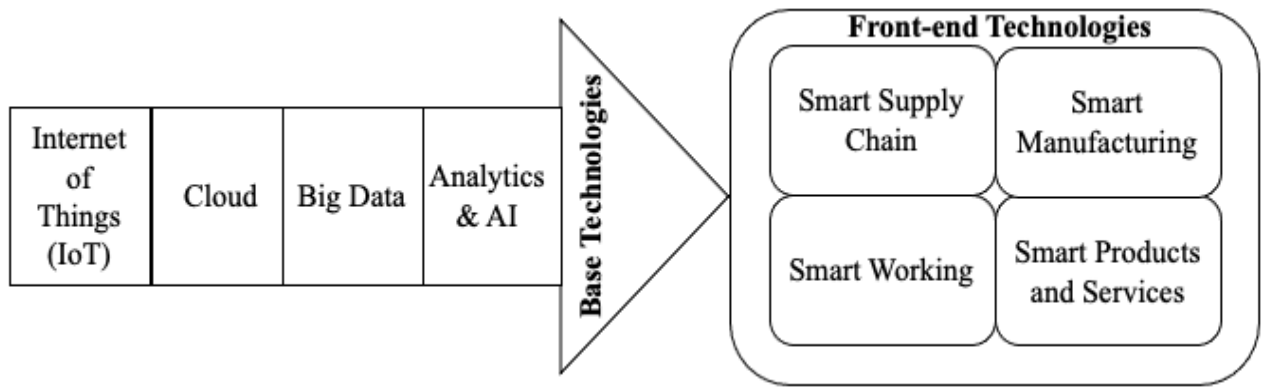 Internet
of
Things
(IoT)
Cloud
Big Data
Analytics
& AI
Base Technologies
Front-end Technologies
Smart Supply
Chain
Smart
Manufacturing
Smart Working
Smart Products
and Services